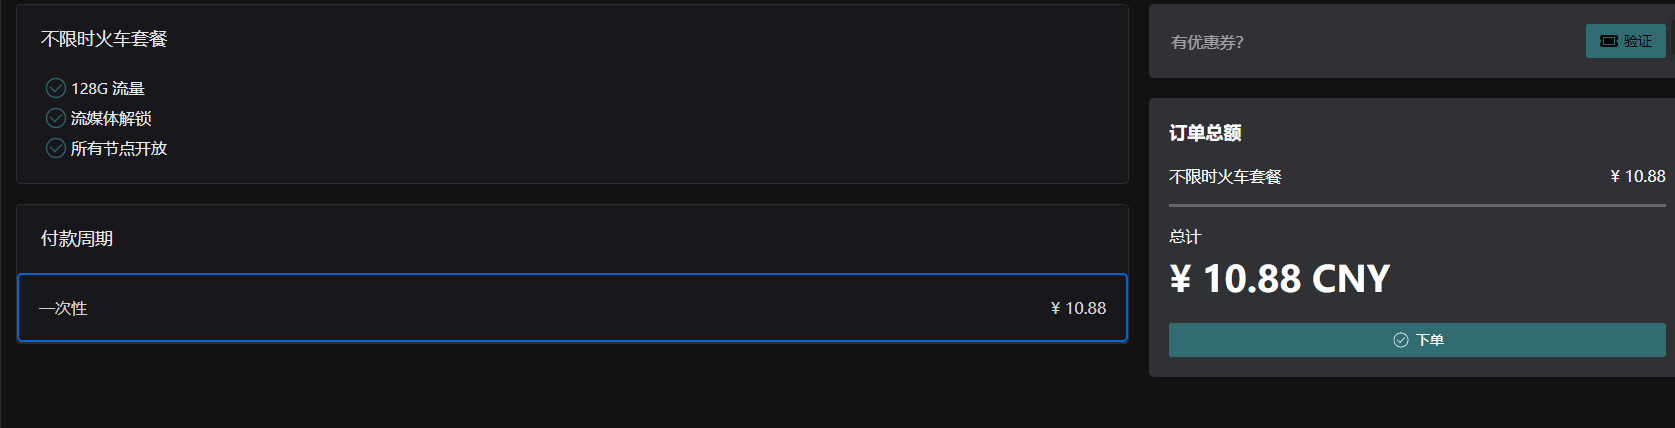 不限时火车套餐
128G 流量
流媒体解锁
所有节点开放
付款周期
一次性
¥ 10.88
有优惠券?
验证
订单总额
不限时火车套餐
¥ 10.88
总计
¥ 10.88 CNY
下单